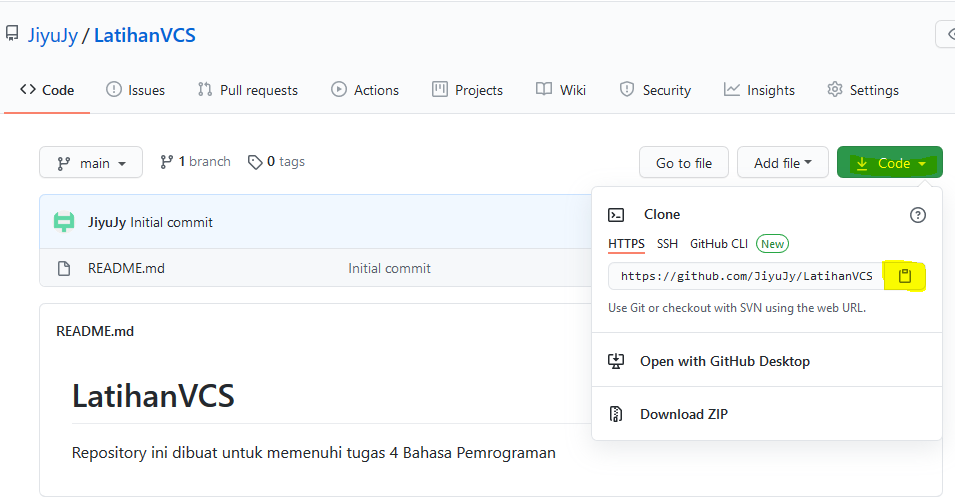 JiyuJy / LatihanVCS
Code Issues Pull requests Actions Projects Wiki Security Insights Settings
main 1 branch 0 tags Go to file Add file Code
JiyuJy Initial commit
README.md Initial commit
Clone
HTTPS SSH GitHub CLI New
https://github.com/JiyuJy/LatihanVCS
Use Git or checkout with SVN using the web URL.
Open with GitHub Desktop
Download ZIP
README.md
LatihanVCS
Repository ini dibuat untuk memenuhi tugas 4 Bahasa Pemrograman